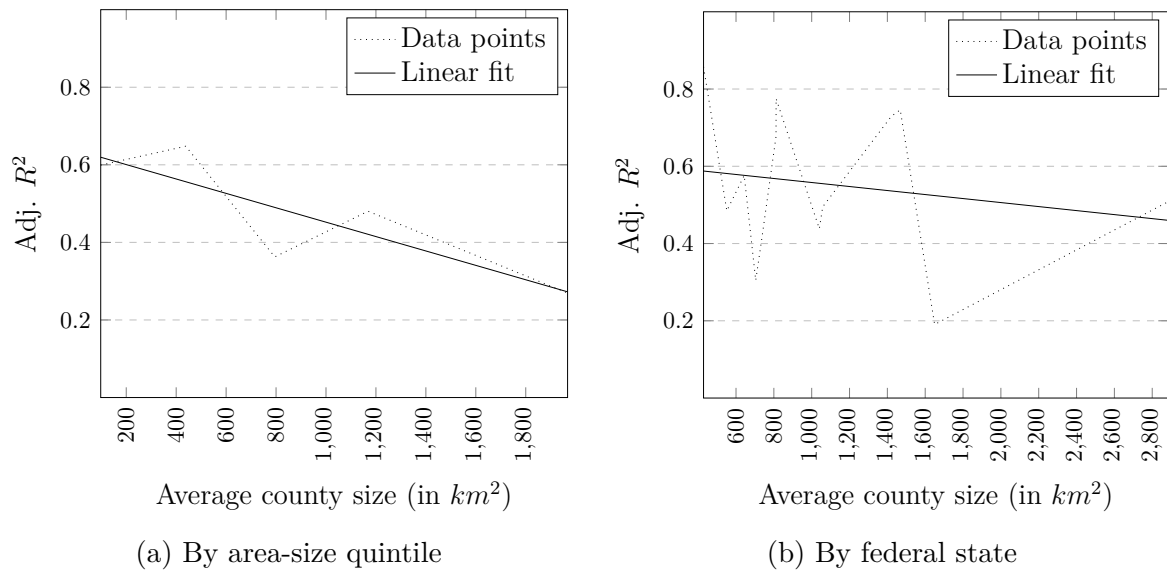 Data points
Linear fit
0.8
0.6
0.4
0.2
Adj. R²
200
400
600
800
1,000
1,200
1,400
1,600
1,800
Average county size (in km²)
(a) By area-size quintile
Data points
Linear fit
0.8
0.6
0.4
0.2
Adj. R²
600
800
1,000
1,200
1,400
1,600
1,800
2,000
2,200
2,400
2,600
2,800
Average county size (in km²)
(b) By federal state